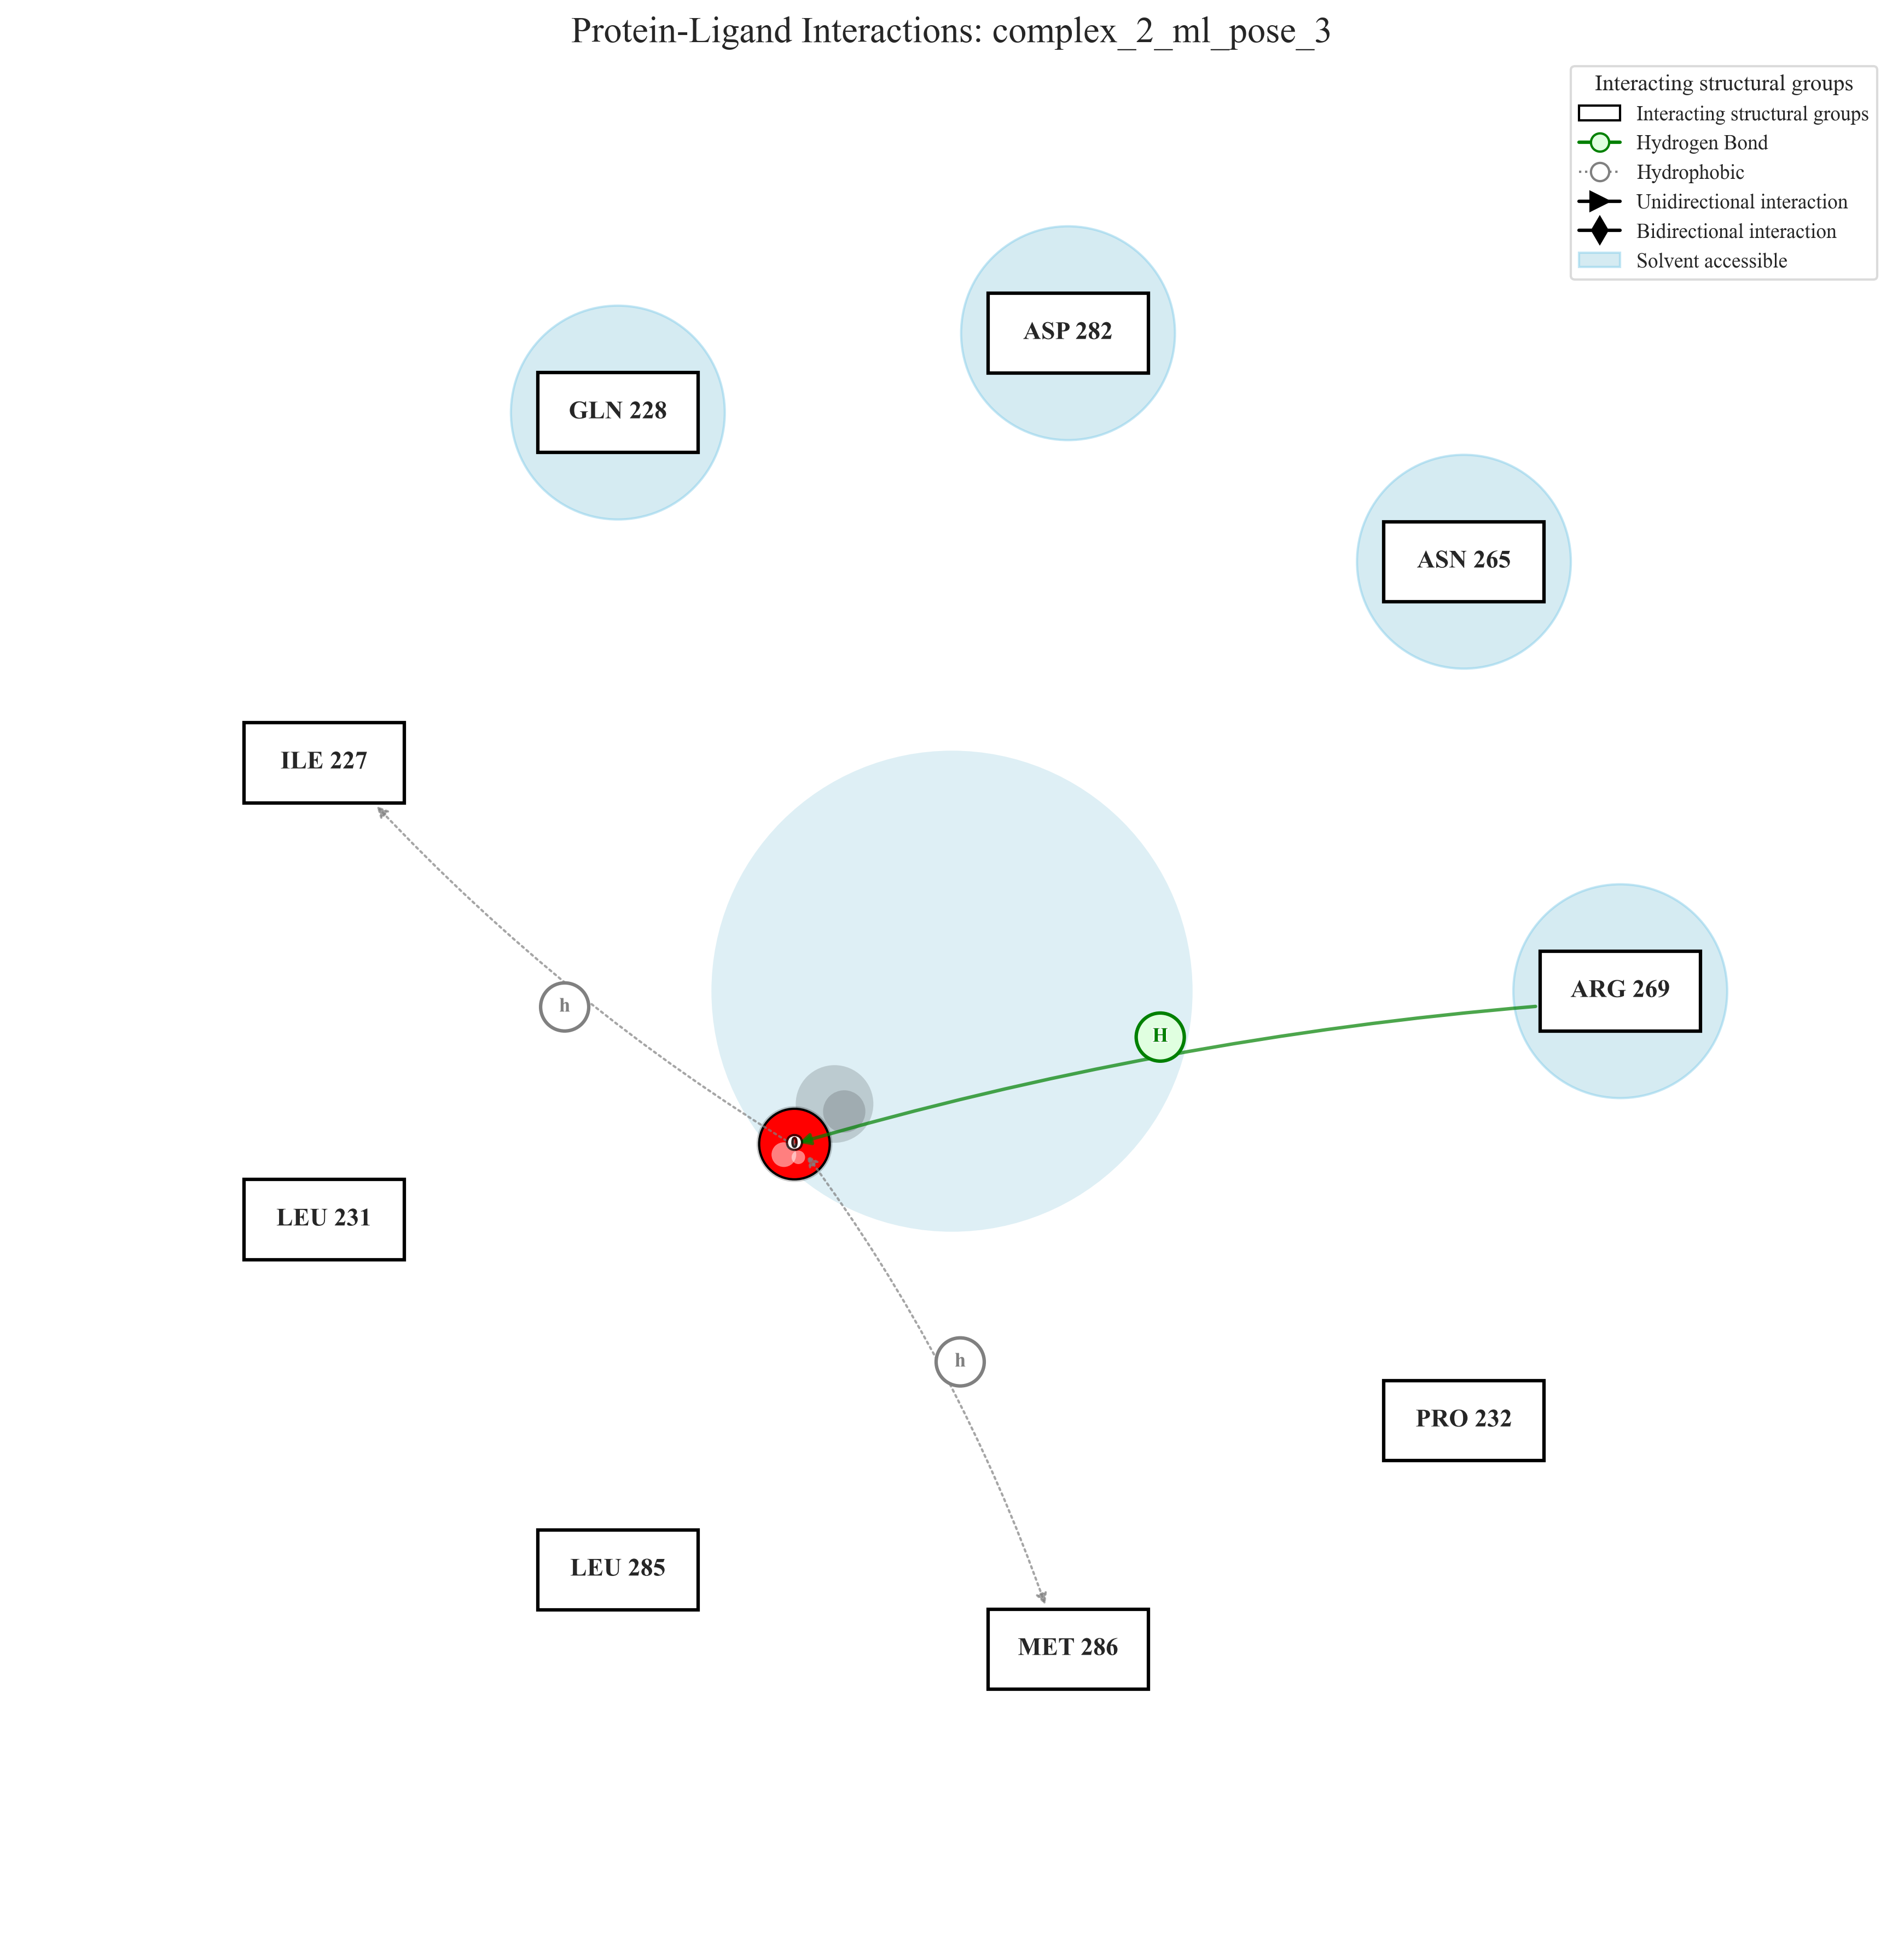 Protein-Ligand Interactions: complex_2_ml_pose_3
Interacting structural groups
Interacting structural groups
Hydrogen Bond
Hydrophobic
Unidirectional interaction
Bidirectional interaction
Solvent accessible
ASP 282
GLN 228
ASN 265
ILE 227
ARG 269
h
H
LEU 231
h
PRO 232
LEU 285
MET 286